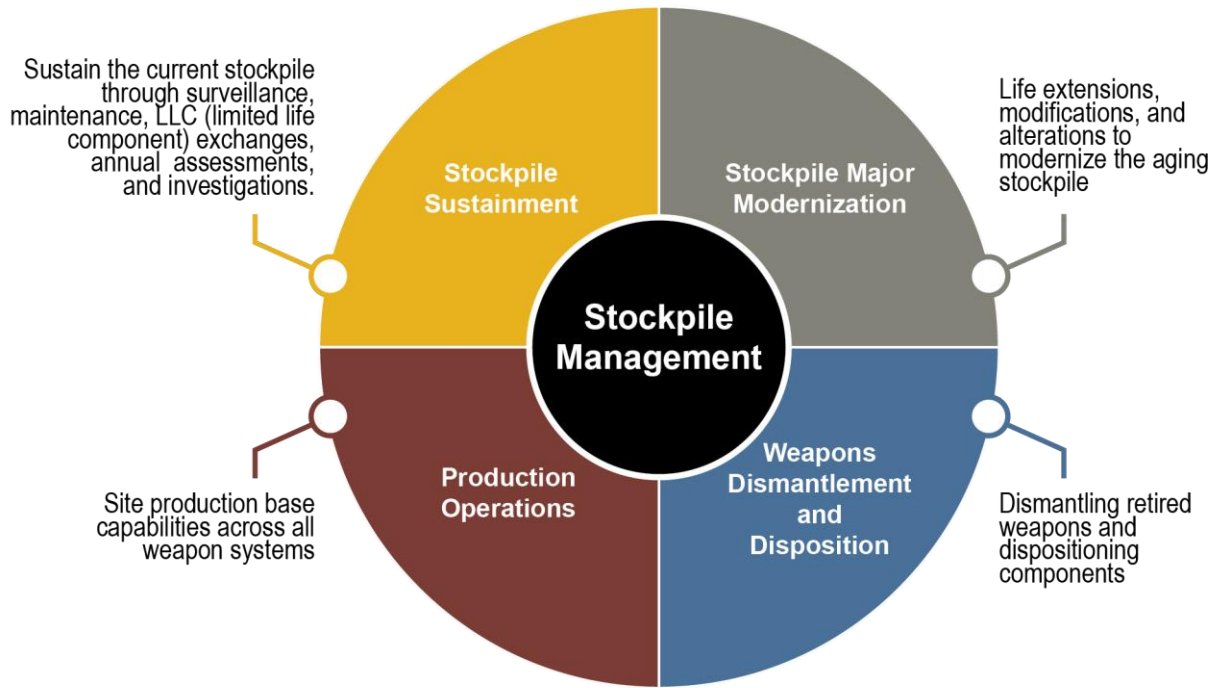 Sustain the current stockpile
through surveillance,
maintenance, LLC (limited life
component) exchanges,
annual assessments,
and investigations.
Stockpile
Sustainment
Stockpile Major
Modernization
Life extensions,
modifications, and
alterations to
modernize the aging
stockpile
Stockpile
Management
Site production base
capabilities across all
weapon systems
Production
Operations
Weapons
Dismantlement
and
Disposition
Dismantling retired
weapons and
dispositioning
components